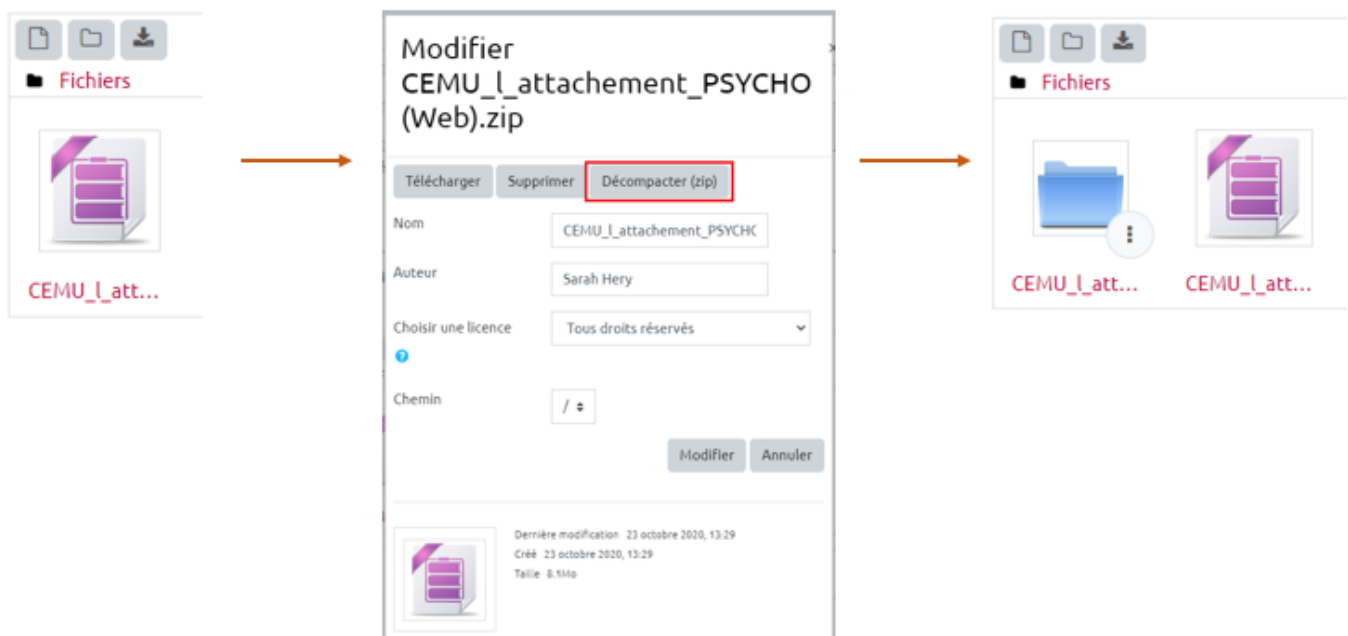 Fichiers
CEMU_l_att...
Modifier
CEMU_l_attachement_PSYCHO
(Web).zip
Télécharger Supprimer Décompacter (zip)
Nom CEMU_l_attachement_PSYCHC
Auteur Sarah Hery
Choisir une licence Tous droits réservés
?
Chemin / 
Modifier Annuler
Dernière modification 23 octobre 2020, 13:29
Créé 23 octobre 2020, 13:29
Taille 8.1Mo
Fichiers
CEMU_l_att... CEMU_l_att...